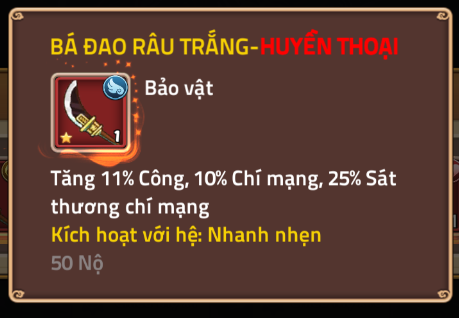 BÁ ĐAO RÂU TRẮNG-HUYỀN THOẠI
Bảo vật
1
Tăng 11% Công, 10% Chí mạng, 25% Sát
thương chí mạng
Kích hoạt với hệ: Nhanh nhẹn
50 Nộ